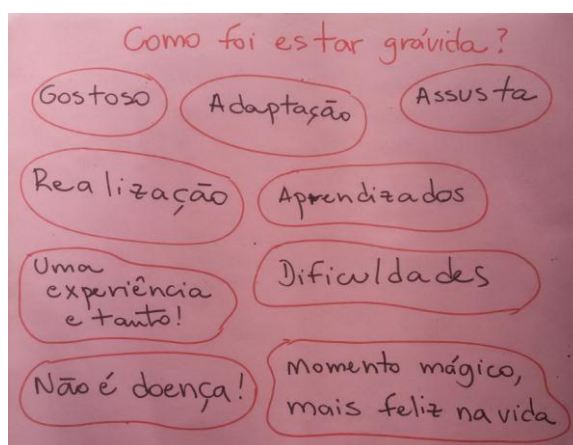 Como foi estar grávida?
Gostoso
Adaptação
Assusta
Realização
Aprendizados
Uma
experiência
e tanto!
Dificuldades
Não é doença!
Momento mágico,
mais feliz na vida